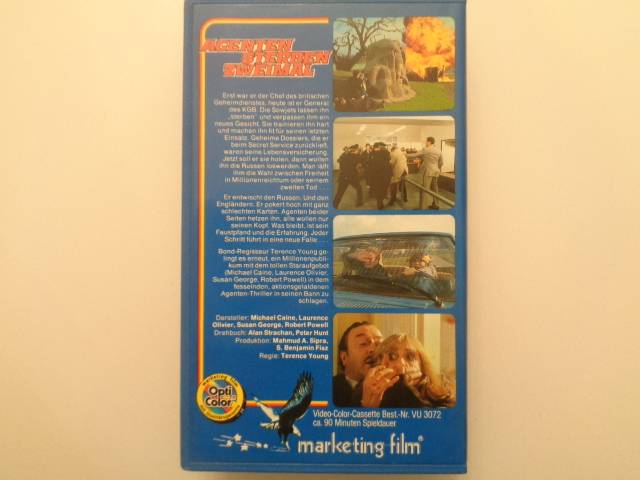 AGENTEN
STERBEN
ZWEIMAL
Erst war er der Chef des britischen
Geheimdienstes, heute ist er General
des KGB. Die Sowjets lassen ihn
„sterben“ und verpassen ihm ein
neues Gesicht. Sie trainieren ihn hart
und machen ihn fit für seinen letzten
Einsatz. Geheime Dossiers, die er
beim Secret Service zurückließ,
waren seine Lebensversicherung.
Jetzt soll er sie holen, dann wollen
ihn die Russen loswerden. Man läßt
ihm die Wahl zwischen Freiheit
in Millionenreichtum oder seinem
zweiten Tod ...
Er entwischt den Russen. Und den
Engländern. Er pokert hoch mit ganz
schlechten Karten. Agenten beider
Seiten hetzen ihn, alle wollen nur
seinen Kopf. Was bleibt, ist sein
Faustpfand und die Erfahrung. Jeder
Schritt führt in eine neue Falle ...
Bond-Regisseur Terence Young ge-
lingt es erneut, ein Millionenpubli-
kum mit dem tollen Staraufgebot
(Michael Caine, Laurence Olivier,
Susan George, Robert Powell) in dem
fesselnden, aktionsgeladenen
Agenten-Thriller in seinen Bann zu
schlagen.
Darsteller: Michael Caine, Laurence
Olivier, Susan George, Robert Powell
Drehbuch: Alan Strachan, Peter Hunt
Produktion: Mahmud A. Sipra,
S. Benjamin Fisz
Regie: Terence Young
marketing film
Opti
Color
Video-Color-Cassette Best.-Nr. VU 3072
ca. 90 Minuten Spieldauer
marketing film®